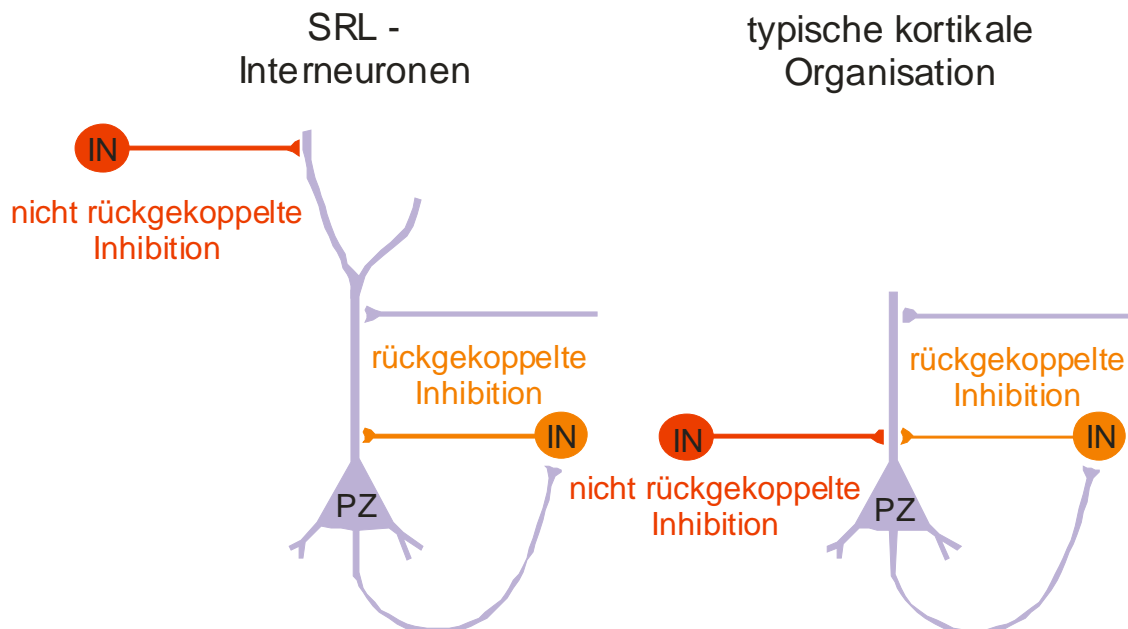 SRL -
Interneuronen
typische kortikale
Organisation
IN
nicht rückgekoppelte
Inhibition
rückgekoppelte
Inhibition
IN
PZ
rückgekoppelte
Inhibition
IN
IN
nicht rückgekoppelte
Inhibition
PZ